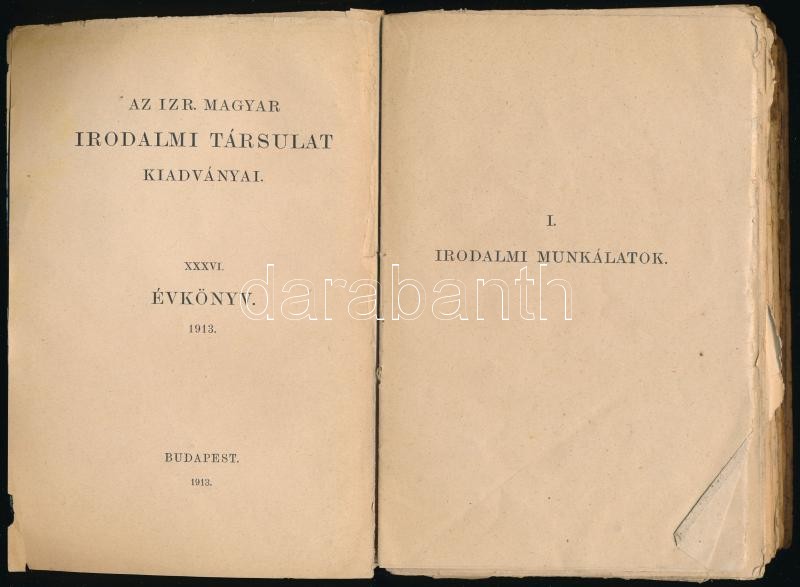 AZ IZR. MAGYAR
IRODALMI TÁRSULAT
KIADVÁNYAI.
XXXVI.
ÉVKÖNYV.
1913.
BUDAPEST.
1913.
I.
IRODALMI MUNKÁLATOK.
darabanth